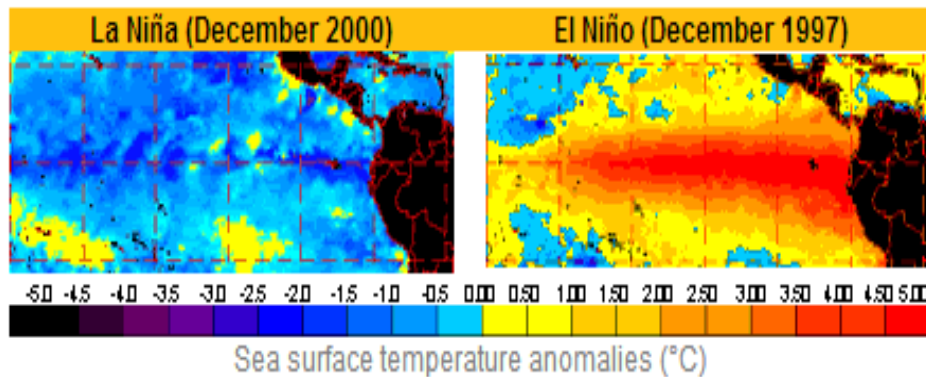 La Niña (December 2000) El Niño (December 1997)
-5.0 -4.5 -4.0 -3.5 -3.0 -2.5 -2.0 -1.5 -1.0 -0.5 0.00 0.50 1.00 1.50 2.00 2.50 3.00 3.50 4.00 4.50 5.00
Sea surface temperature anomalies (°C)